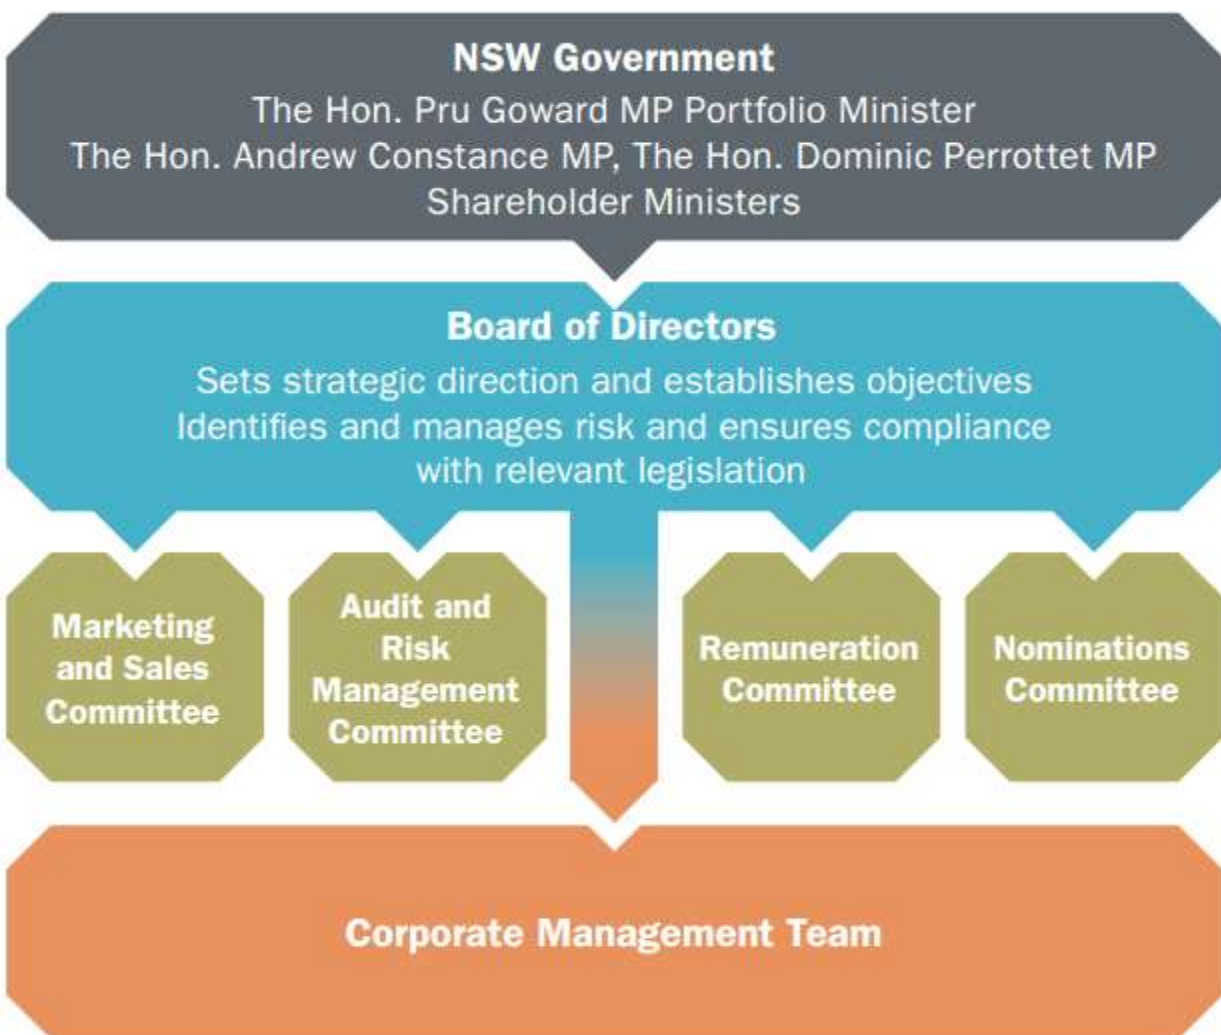 NSW Government
The Hon. Pru Goward MP Portfolio Minister
The Hon. Andrew Constance MP, The Hon. Dominic Perrottet MP
Shareholder Ministers
Board of Directors
Sets strategic direction and establishes objectives
Identifies and manages risk and ensures compliance
with relevant legislation
Marketing
and Sales
Committee
Audit and
Risk
Management
Committee
Remuneration
Committee
Nominations
Committee
Corporate Management Team